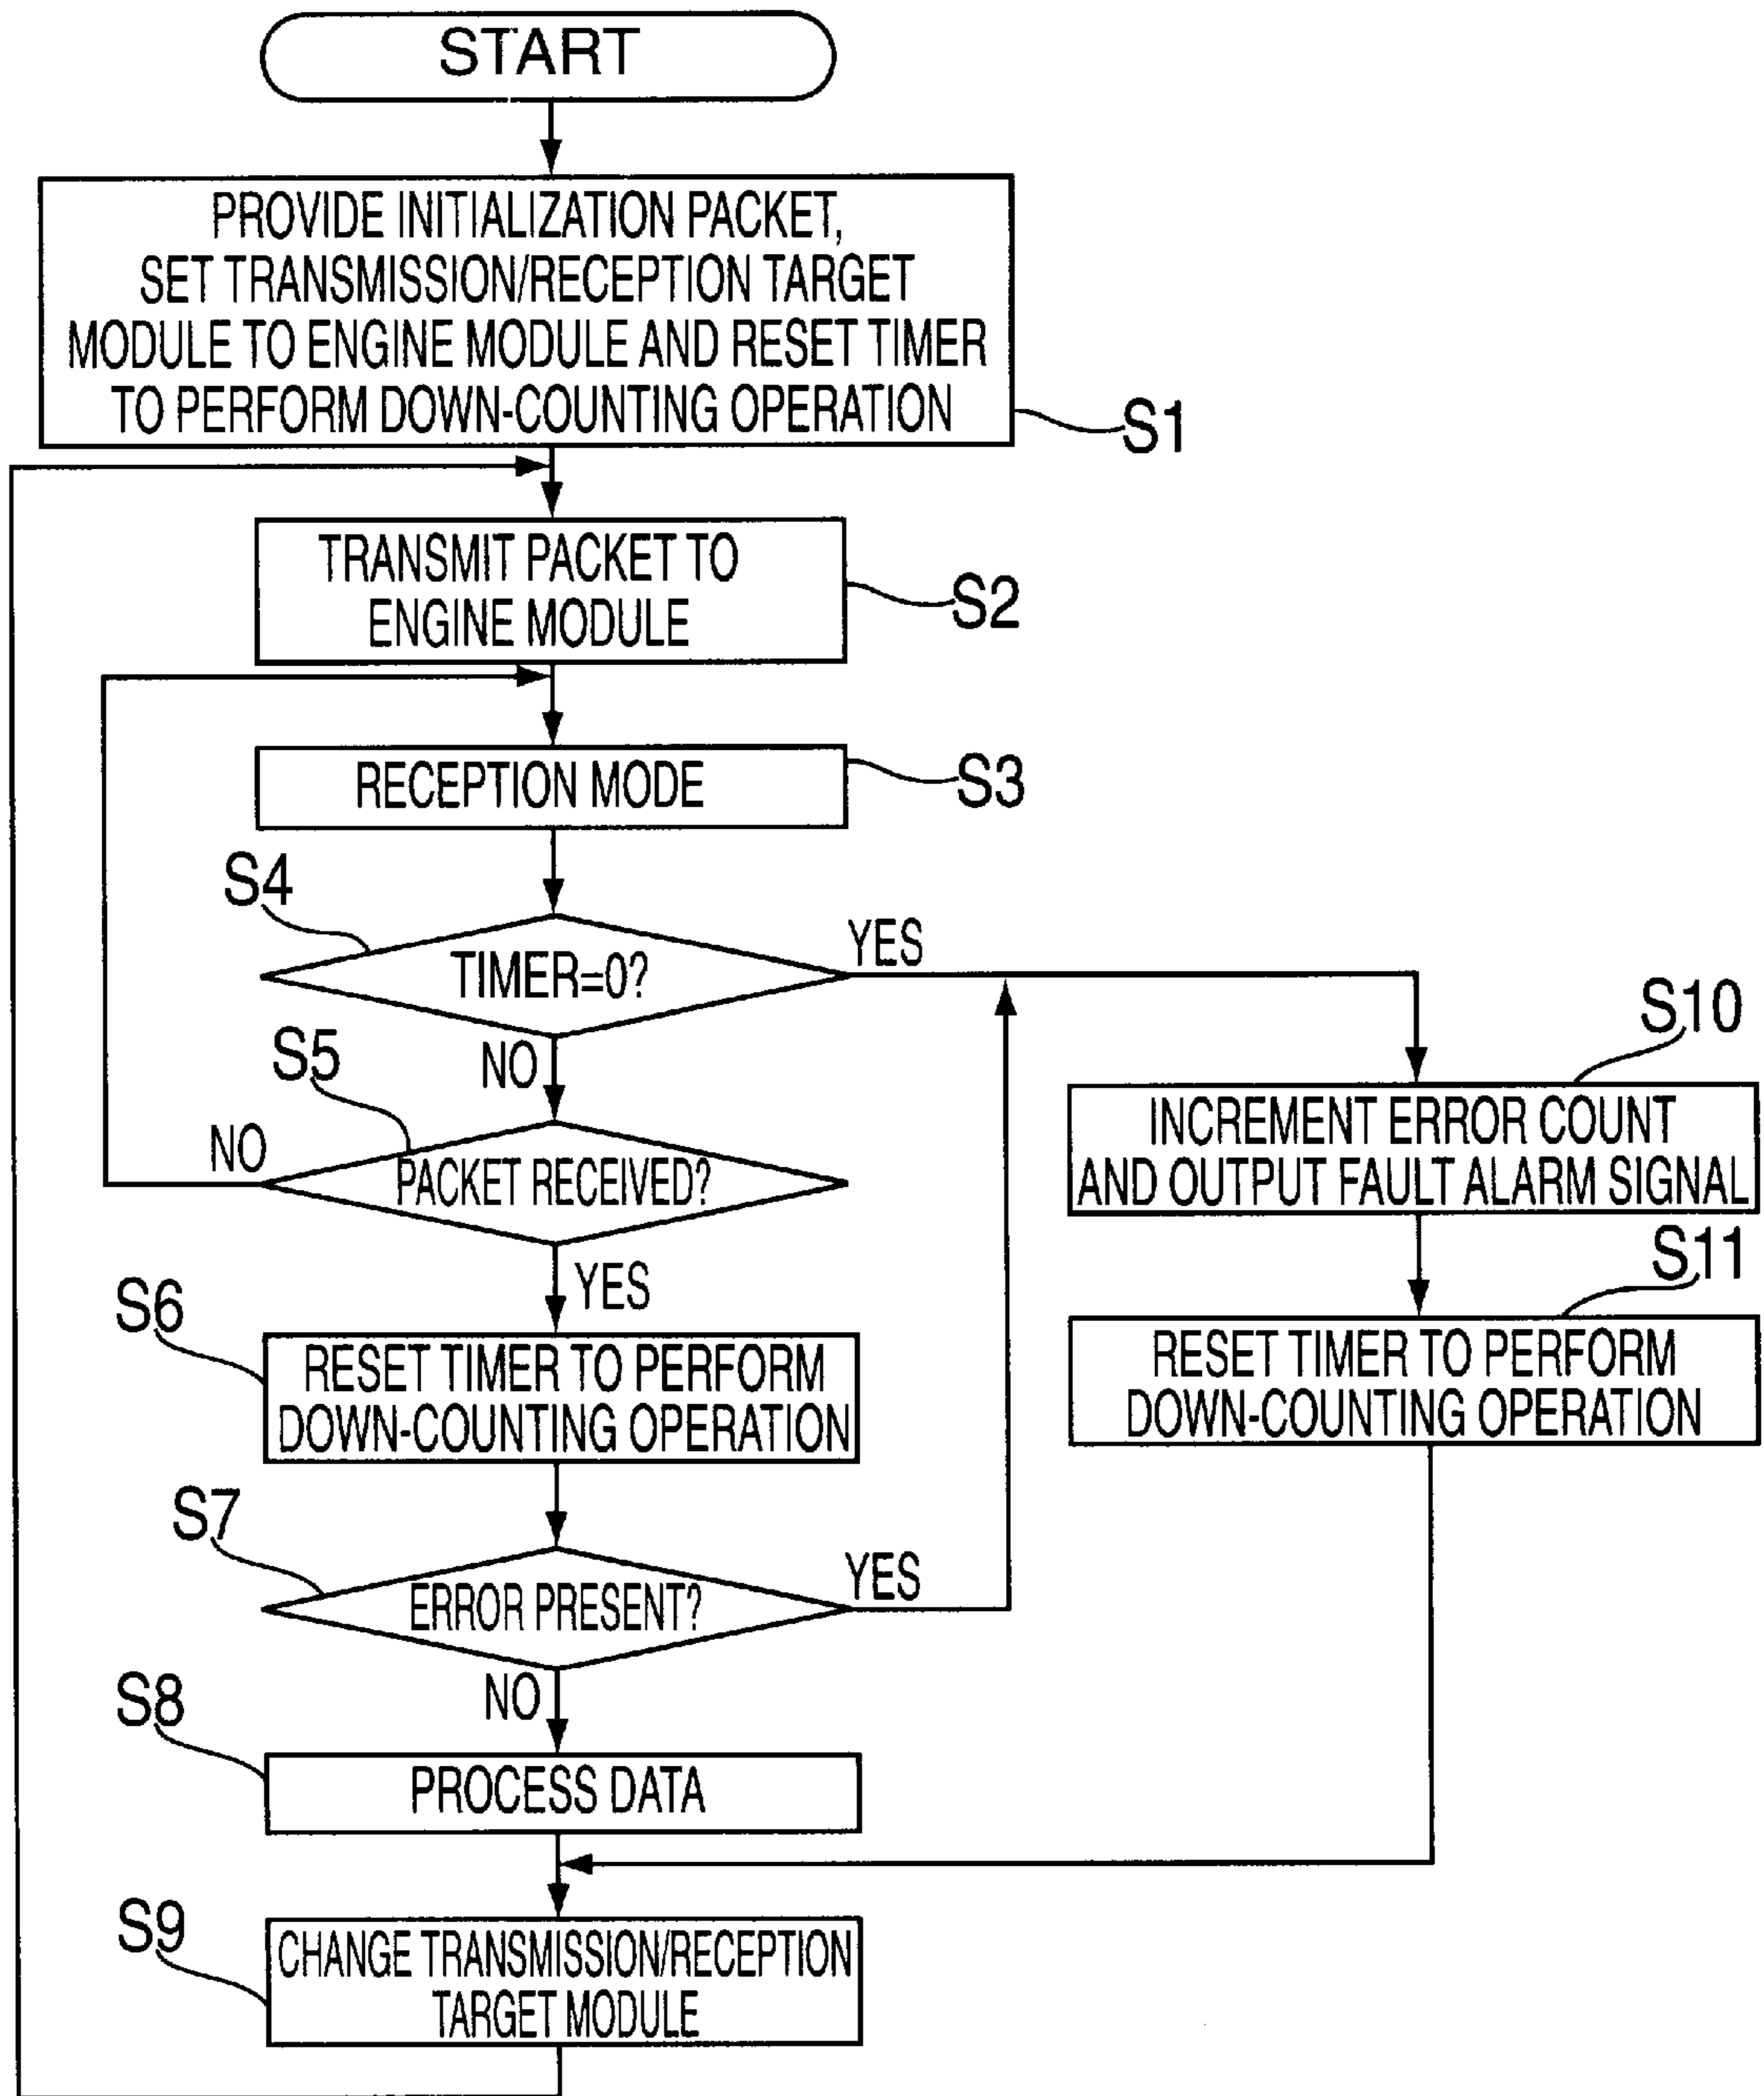 START
PROVIDE INITIALIZATION PACKET,
SET TRANSMISSION/RECEPTION TARGET
MODULE TO ENGINE MODULE AND RESET TIMER
TO PERFORM DOWN-COUNTING OPERATION
S1
TRANSMIT PACKET TO
ENGINE MODULE
S2
RECEPTION MODE
S3
S4
TIMER=0?
YES
NO
S5
PACKET RECEIVED?
NO
YES
S10
INCREMENT ERROR COUNT
AND OUTPUT FAULT ALARM SIGNAL
S11
RESET TIMER TO PERFORM
DOWN-COUNTING OPERATION
S6
RESET TIMER TO PERFORM
DOWN-COUNTING OPERATION
S7
ERROR PRESENT?
YES
NO
S8
PROCESS DATA
S9
CHANGE TRANSMISSION/RECEPTION
TARGET MODULE